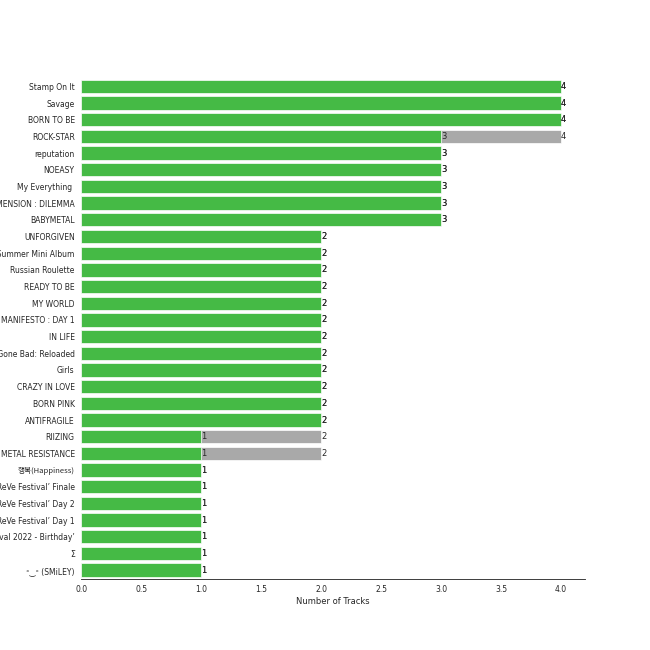 Stamp On It 4
Savage 4
BORN TO BE 4
ROCK-STAR 3 4
reputation 3
NOEASY 3
My Everything 3
MENSION : DILEMMA 3
BABYMETAL 3
UNFORGIVEN 2
Summer Mini Album 2
Russian Roulette 2
READY TO BE 2
MY WORLD 2
MANIFESTO : DAY 1 2
IN LIFE 2
Gone Bad: Reloaded 2
Girls 2
CRAZY IN LOVE 2
BORN PINK 2
ANTIFRAGILE 2
RIIZING 1 2
METAL RESISTANCE 1 2
행복(Happiness) 1
ReVe Festival' Finale 1
ReVe Festival' Day 2 1
ReVe Festival' Day 1 1
val 2022 - Birthday' 1
Σ 1
(SMiLEY) 1
0.0 0.5 1.0 1.5 2.0 2.5 3.0 3.5 4.0
Number of Tracks